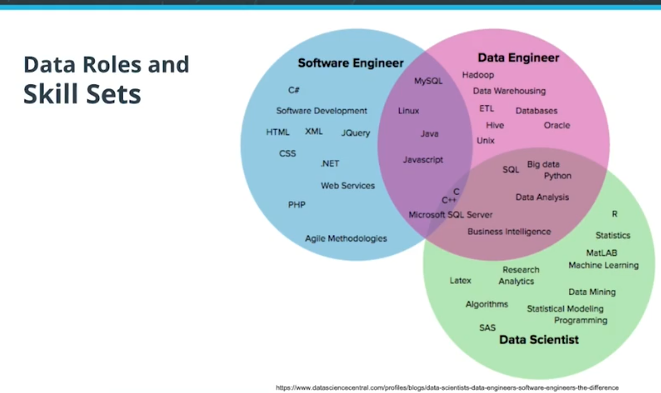 Data Roles and
Skill Sets
Software Engineer
C#
Software Development
HTML XML JQuery
CSS
.NET
Web Services
PHP
Agile Methodologies
MySQL
Linux
Java
Javascript
C
C++
Microsoft SQL Server
Data Engineer
Hadoop
Data Warehousing
ETL Databases
Hive Oracle
Unix
SQL Big data
Python
Data Analysis
Business Intelligence
R
Statistics
MatLAB
Machine Learning
Research
Latex Analytics
Data Mining
Algorithms Statistical Modeling
Programming
SAS
Data Scientist
https://www.datasciencecentral.com/profiles/blogs/data-scientists-data-engineers-software-engineers-the-difference